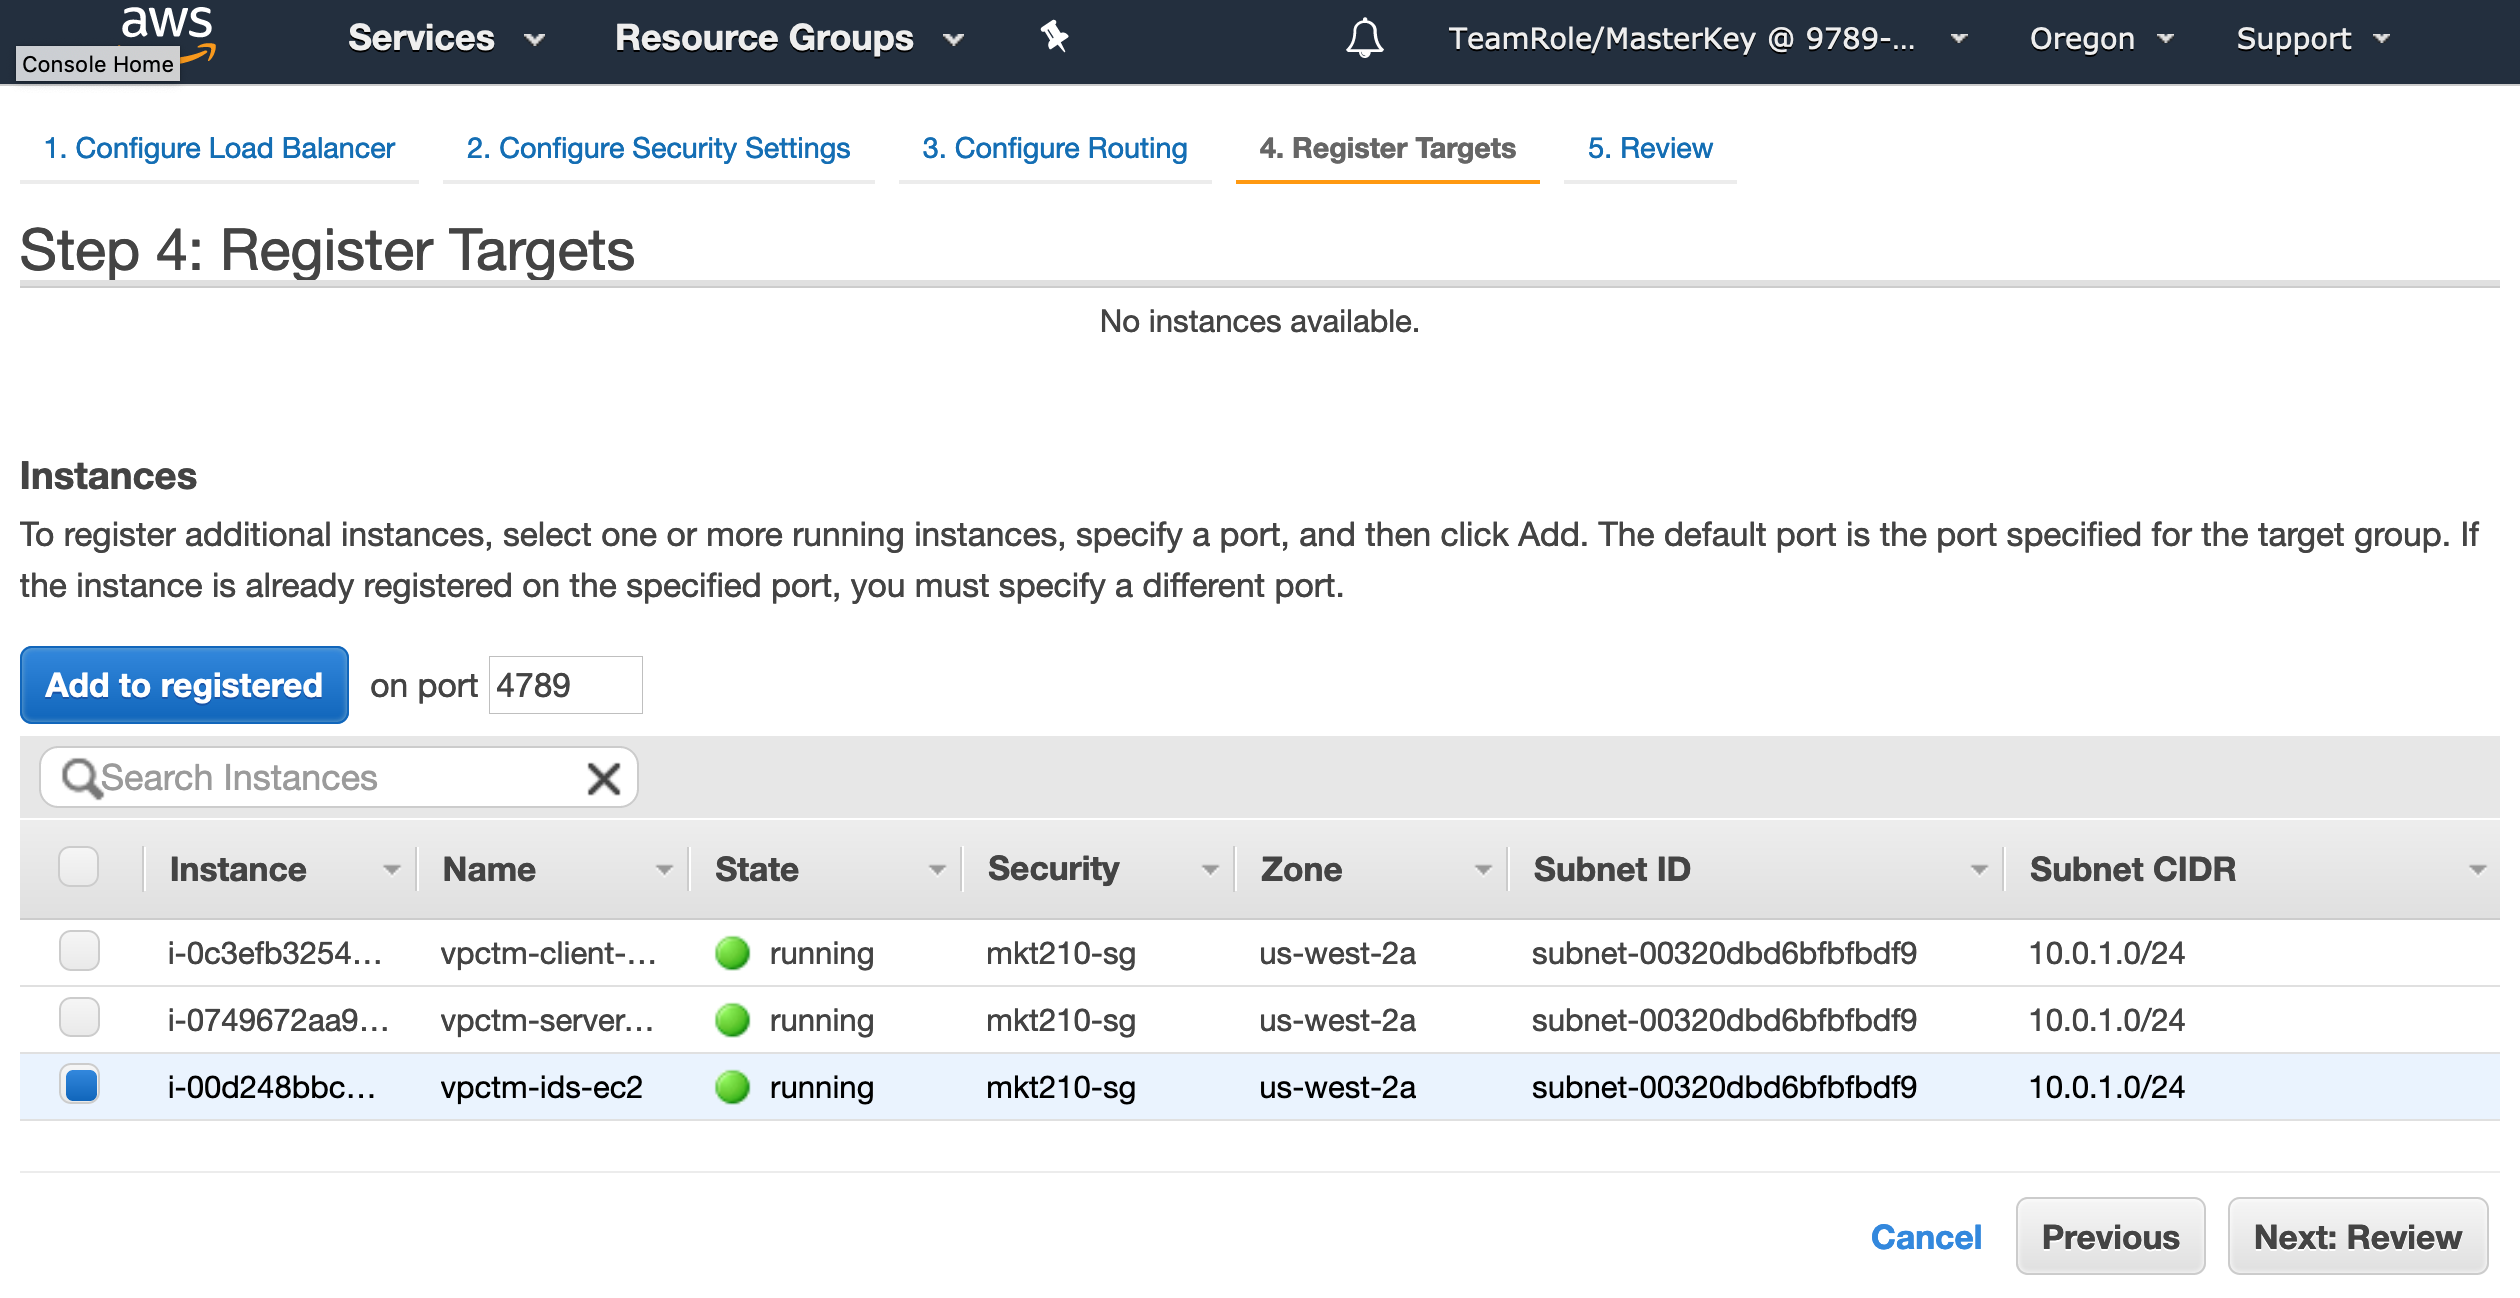 aws
Console Home
Services
Resource Groups
TeamRole/MasterKey @ 9789-...
Oregon
Support
1. Configure Load Balancer
2. Configure Security Settings
3. Configure Routing
4. Register Targets
5. Review
Step 4: Register Targets
No instances available.
Instances
To register additional instances, select one or more running instances, specify a port, and then click Add. The default port is the port specified for the target group. If
the instance is already registered on the specified port, you must specify a different port.
Add to registered on port 4789
Search Instances
Instance Name State Security Zone Subnet ID Subnet CIDR
i-0c3efb3254... vpctm-client-... running mkt210-sg us-west-2a subnet-00320dbd6bfbfbdf9 10.0.1.0/24
i-0749672aa9... vpctm-server... running mkt210-sg us-west-2a subnet-00320dbd6bfbfbdf9 10.0.1.0/24
i-00d248bbc... vpctm-ids-ec2 running mkt210-sg us-west-2a subnet-00320dbd6bfbfbdf9 10.0.1.0/24
Cancel
Previous
Next: Review